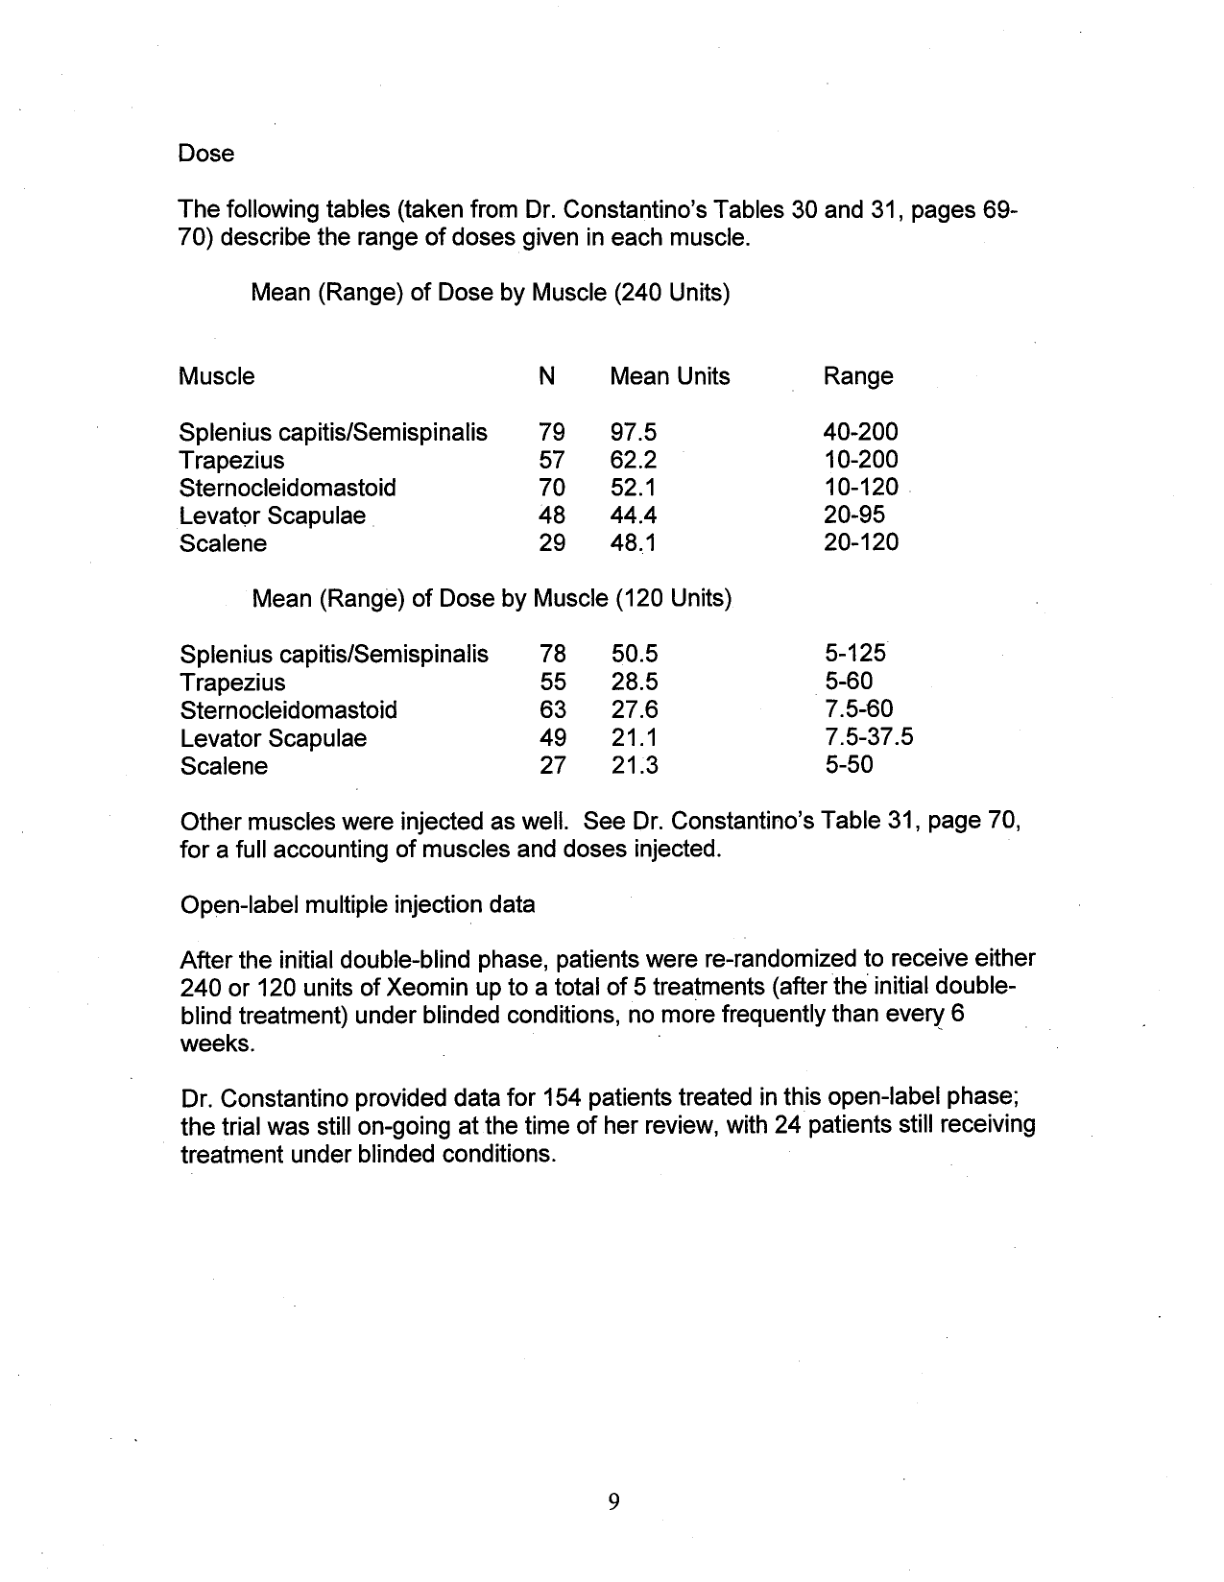 Dose
The following tables (taken from Dr. Constantino's Tables 30 and 31, pages 69-
70) describe the range of doses given in each muscle.
Mean (Range) of Dose by Muscle (240 Units)
Muscle N Mean Units Range
Splenius capitis/Semispinalis 79 97.5 40-200
Trapezius 57 62.2 10-200
Sternocleidomastoid 70 52.1 10-120
Levator Scapulae 48 44.4 20-95
Scalene 29 48.1 20-120
Mean (Range) of Dose by Muscle (120 Units)
Splenius capitis/Semispinalis 78 50.5 5-125
Trapezius 55 28.5 5-60
Sternocleidomastoid 63 27.6 7.5-60
Levator Scapulae 49 21.1 7.5-37.5
Scalene 27 21.3 5-50
Other muscles were injected as well. See Dr. Constantino's Table 31, page 70,
for a full accounting of muscles and doses injected.
Open-label multiple injection data
After the initial double-blind phase, patients were re-randomized to receive either
240 or 120 units of Xeomin up to a total of 5 treatments (after the initial double-
blind treatment) under blinded conditions, no more frequently than every 6
weeks.
Dr. Constantino provided data for 154 patients treated in this open-label phase;
the trial was still on-going at the time of her review, with 24 patients still receiving
treatment under blinded conditions.
9